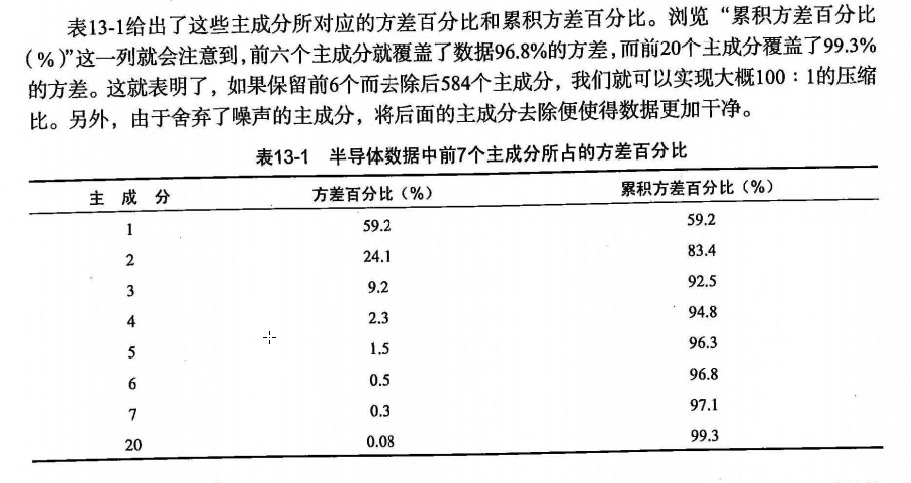 表13-1给出了这些主成分所对应的方差百分比和累积方差百分比。浏览“累积方差百分比
(%)”这一列就会注意到,前六个主成分就覆盖了数据96.8%的方差,而前20个主成分覆盖了99.3%
的方差。这就表明了，如果保留前6个而去除后584个主成分，我们就可以实现大概100∶1的压缩
比。另外，由于舍弃了噪声的主成分，将后面的主成分去除便使得数据更加干净。
表13-1 半导体数据中前7个主成分所占的方差百分比
主 成 分 方差百分比（%） 累积方差百分比（%）
1 59.2 59.2
2 24.1 83.4
3 9.2 92.5
4 2.3 94.8
5 1.5 96.3
6 0.5 96.8
7 0.3 97.1
20 0.08 99.3